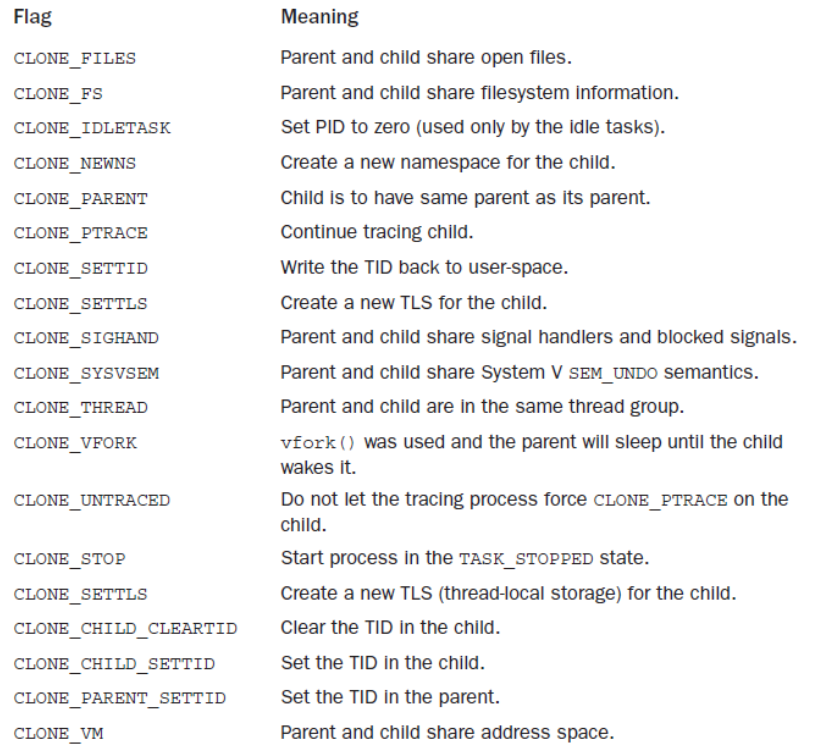 Flag Meaning
CLONE_FILES Parent and child share open files.
CLONE_FS Parent and child share filesystem information.
CLONE_IDLETASK Set PID to zero (used only by the idle tasks).
CLONE_NEWNS Create a new namespace for the child.
CLONE_PARENT Child is to have same parent as its parent.
CLONE_PTRACE Continue tracing child.
CLONE_SETTID Write the TID back to user-space.
CLONE_SETTLS Create a new TLS for the child.
CLONE_SIGHAND Parent and child share signal handlers and blocked signals.
CLONE_SYSVSEM Parent and child share System V SEM_UNDO semantics.
CLONE_THREAD Parent and child are in the same thread group.
CLONE_VFORK vfork() was used and the parent will sleep until the child
wakes it.
CLONE_UNTRACED Do not let the tracing process force CLONE_PTRACE on the
child.
CLONE_STOP Start process in the TASK_STOPPED state.
CLONE_SETTLS Create a new TLS (thread-local storage) for the child.
CLONE_CHILD_CLEARTID Clear the TID in the child.
CLONE_CHILD_SETTID Set the TID in the child.
CLONE_PARENT_SETTID Set the TID in the parent.
CLONE_VM Parent and child share address space.